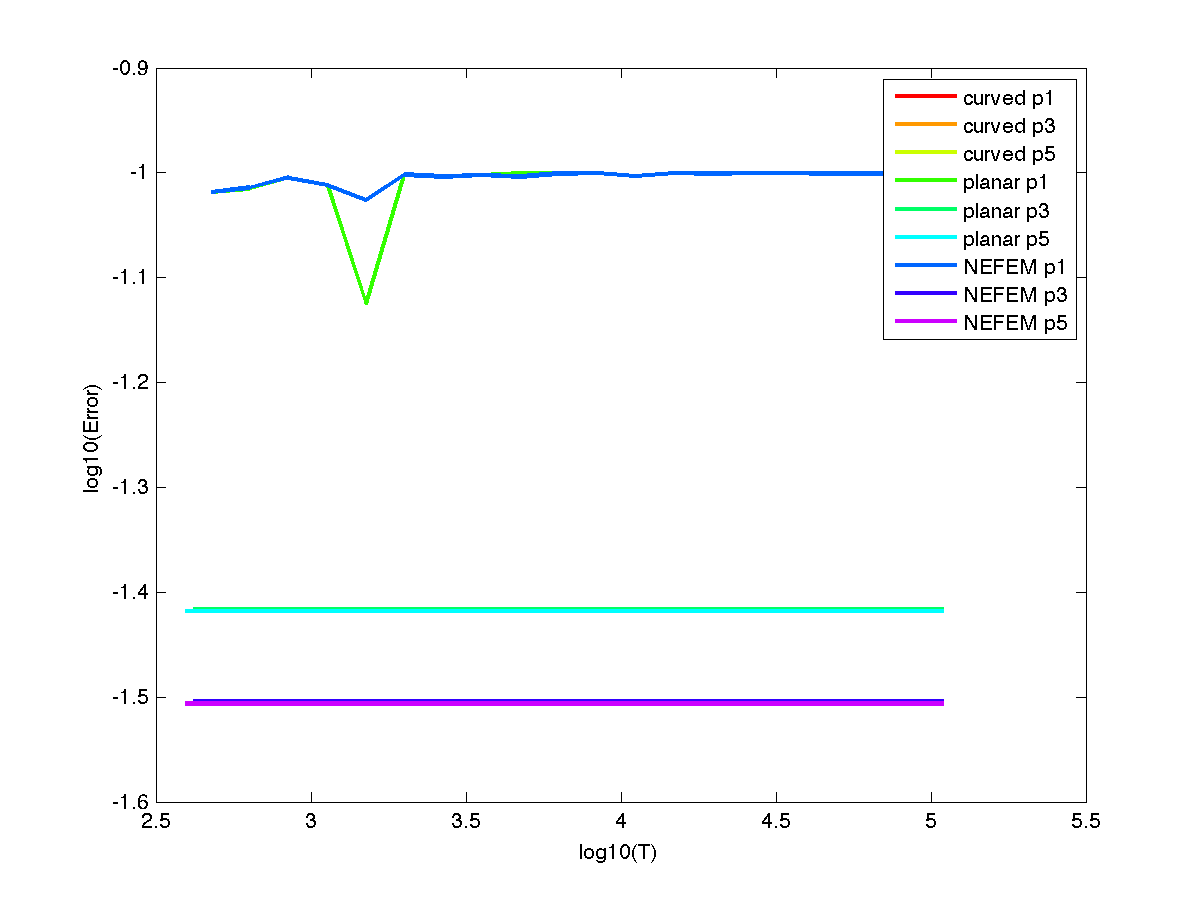 -0.9
-1
-1.1
-1.2
-1.3
-1.4
-1.5
-1.6
log10(Error)
2.5 3 3.5 4 4.5 5 5.5
log10(T)
curved p1
curved p3
curved p5
planar p1
planar p3
planar p5
NEFEM p1
NEFEM p3
NEFEM p5